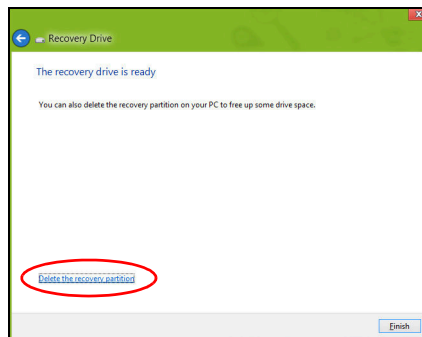 Recovery Drive
The recovery drive is ready
You can also delete the recovery partition on your PC to free up some drive space.
Delete the recovery partition
Finish